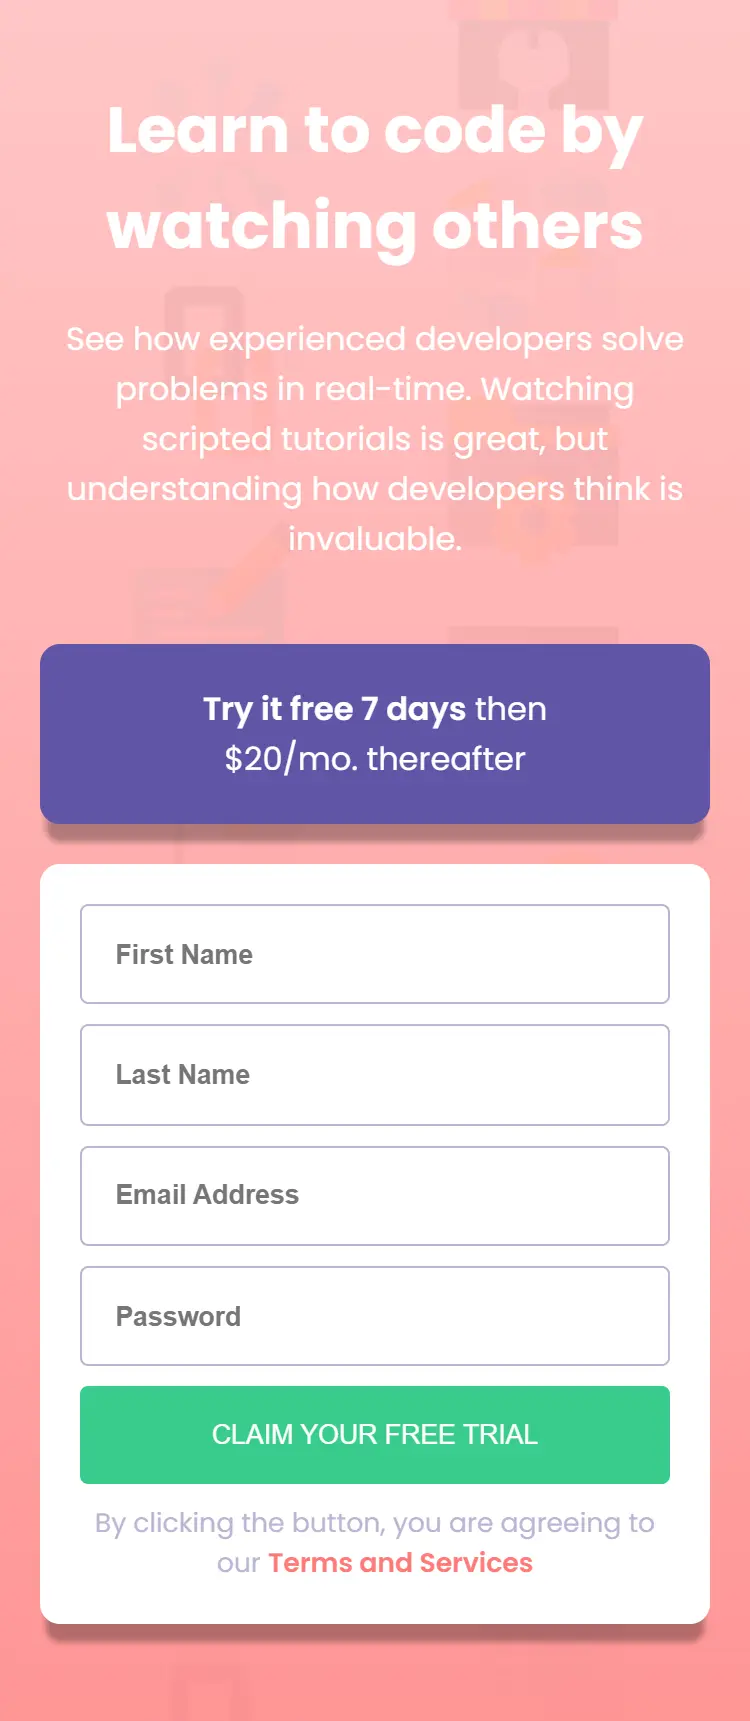 Learn to code by
watching others
See how experienced developers solve
problems in real-time. Watching
scripted tutorials is great, but
understanding how developers think is
invaluable.
Try it free 7 days then
$20/mo. thereafter
First Name
Last Name
Email Address
Password
CLAIM YOUR FREE TRIAL
By clicking the button, you are agreeing to
our Terms and Services